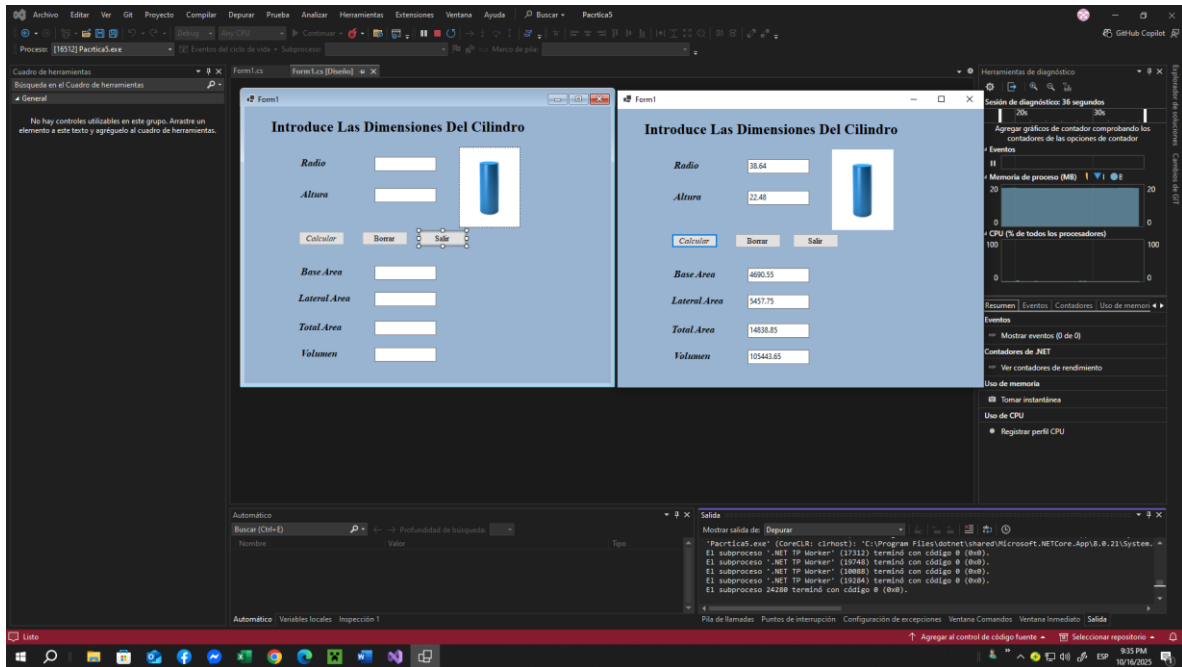 Archivo Editar Ver Git Proyecto Compilar Depurar Prueba Analizar Herramientas Extensiones Ventana Ayuda Buscar Pacrtica5
Debug Any CPU Continuar GitHub Copilot
Proceso: [16512] Pacrtica5.exe Eventos del ciclo de vida Subproceso: Marco de pila:
Cuadro de herramientas
Búsqueda en el Cuadro de herramientas
General
No hay controles utilizables en este grupo. Arrastre un
elemento a este texto y agréguelo al cuadro de herramientas.
Form1.cs Form1.cs [Diseño]
Form1
Introduce Las Dimensiones Del Cilindro
Radio
Altura
Calcular Borrar Salir
Base Area
Lateral Area
Total Area
Volumen
Form1
Introduce Las Dimensiones Del Cilindro
Radio 38.64
Altura 22.48
Calcular Borrar Salir
Base Area 4690.55
Lateral Area 5457.75
Total Area 14838.85
Volumen 105443.65
Herramientas de diagnóstico
Sesión de diagnóstico: 36 segundos
20s 30s
Agregar gráficos de contador comprobando los
contadores de las opciones de contador
Eventos
Memoria de proceso (MB)
20 20
0 0
CPU (% de todos los procesadores)
100 100
0 0
Resumen Eventos Contadores Uso de memori
Eventos
Mostrar eventos (0 de 0)
Contadores de .NET
Ver contadores de rendimiento
Uso de memoria
Tomar instantánea
Uso de CPU
Registrar perfil CPU
Explorador de soluciones
Cambios de GIT
Automático
Buscar (Ctrl+E) Profundidad de búsqueda:
Nombre Valor Tipo
Automático Variables locales Inspección 1
Salida
Mostrar salida de: Depurar
'Pacrtica5.exe' (CoreCLR: clrhost): 'C:\Program Files\dotnet\shared\Microsoft.NETCore.App\8.0.21\System.
El subproceso '.NET TP Worker' (17312) terminó con código 0 (0x0).
El subproceso '.NET TP Worker' (19748) terminó con código 0 (0x0).
El subproceso '.NET TP Worker' (10088) terminó con código 0 (0x0).
El subproceso '.NET TP Worker' (19284) terminó con código 0 (0x0).
El subproceso 24280 terminó con código 0 (0x0).
Pila de llamadas Puntos de interrupción Configuración de excepciones Ventana Comandos Ventana Inmediato Salida
Listo Agregar al control de código fuente Seleccionar repositorio
ESP 9:35 PM
10/16/2025